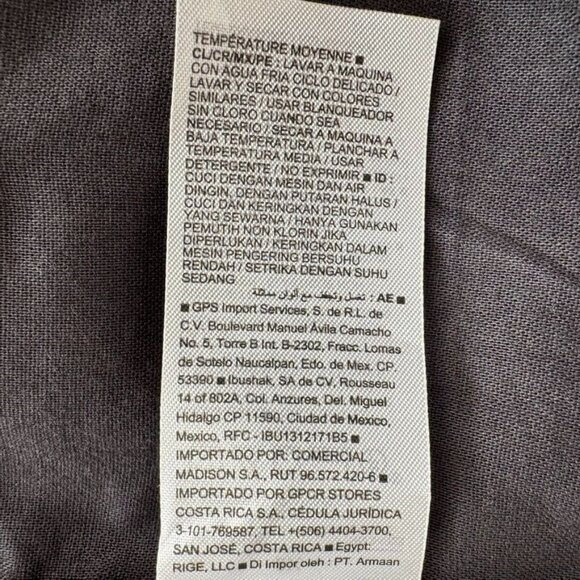 TEMPÉRATURE MOYENNE ■
CL/CR/MX/PE : LAVAR A MAQUINA
CON AGUA FRIA CICLO DELICADO /
LAVAR Y SECAR CON COLORES
SIMILARES / USAR BLANQUEADOR
SIN CLORO CUANDO SEA
NECESARIO / SECAR A MAQUINA A
BAJA TEMPERATURA / PLANCHAR A
TEMPERATURA MEDIA / USAR
DETERGENTE / NO EXPRIMIR ■ ID :
CUCI DENGAN MESIN DAN AIR
DINGIN, DENGAN PUTARAN HALUS /
CUCI DAN KERINGKAN DENGAN
YANG SEWARNA / HANYA GUNAKAN
PEMUTIH NON KLORIN JIKA
DIPERLUKAN / KERINGKAN DALAM
MESIN PENGERING BERSUHU
RENDAH / SETRIKA DENGAN SUHU
SEDANG
■ AE : تغسل وتجفف مع ألوان مماثلة
■ GPS Import Services, S. de R.L. de
C.V. Boulevard Manuel Ávila Camacho
No. 5, Torre B Int. B-2302, Fracc. Lomas
de Sotelo Naucalpan, Edo. de Mex. CP.
53390 ■ Ibushak, SA de CV. Rousseau
14 of 802A, Col. Anzures, Del. Miguel
Hidalgo CP 11590, Ciudad de Mexico,
Mexico, RFC - IBU1312171B5 ■
IMPORTADO POR: COMERCIAL
MADISON S.A., RUT 96.572.420-6 ■
IMPORTADO POR GPCR STORES
COSTA RICA S.A., CÉDULA JURÍDICA
3-101-769587, TEL +(506) 4404-3700,
SAN JOSÉ, COSTA RICA ■ Egypt:
RIGE, LLC ■ Di Impor oleh : PT. Armaan